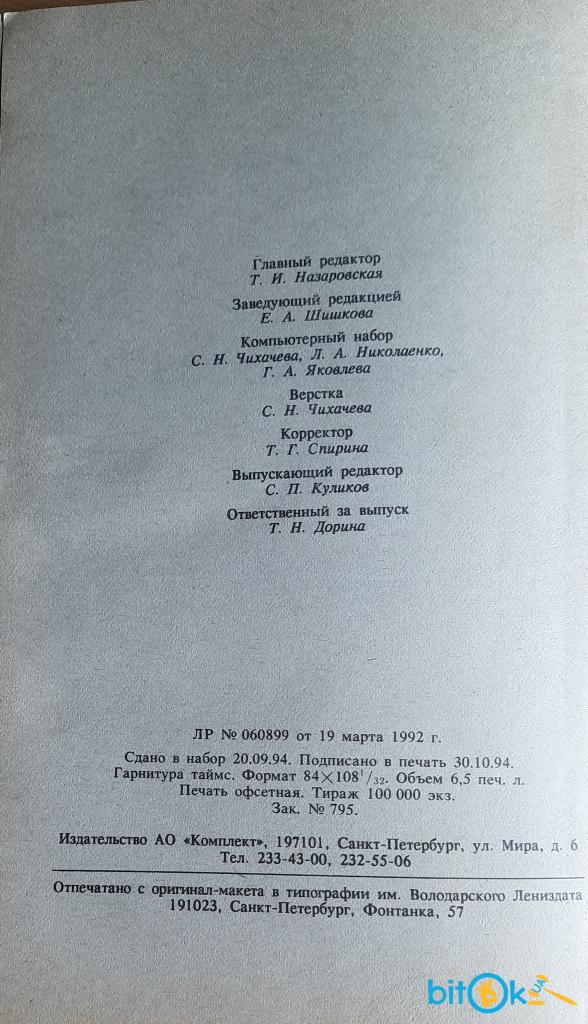 Главный редактор
Т. И. Назаровская
Заведующий редакцией
Е. А. Шишкова
Компьютерный набор
С. Н. Чихачева, Л. А. Николаенко,
Г. А. Яковлева
Верстка
С. Н. Чихачева
Корректор
Т. Г. Спирина
Выпускающий редактор
С. П. Куликов
Ответственный за выпуск
Т. Н. Дорина
ЛР № 060899 от 19 марта 1992 г.
Сдано в набор 20.09.94. Подписано в печать 30.10.94.
Гарнитура таймс. Формат 84×108¹/₃₂. Объем 6,5 печ. л.
Печать офсетная. Тираж 100 000 экз.
Зак. № 795.
Издательство АО «Комплект», 197101, Санкт-Петербург, ул. Мира, д. 6
Тел. 233-43-00, 232-55-06
Отпечатано с оригинал-макета в типографии им. Володарского Лениздата
191023, Санкт-Петербург, Фонтанка, 57
bitOk UA